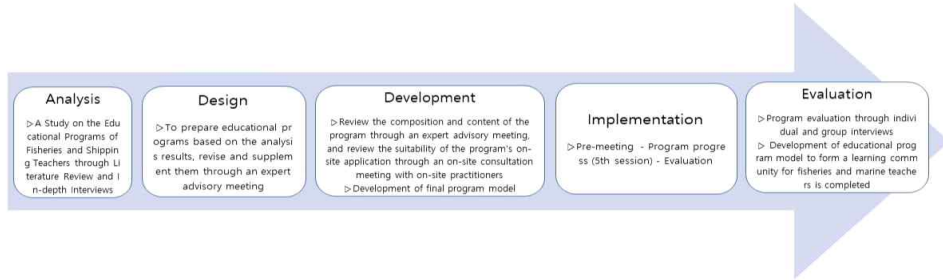 Analysis
▷A Study on the Edu
cational Programs of
Fisheries and Shippin
g Teachers through Li
terature Review and I
n-depth Interviews
Design
▷To prepare educational pr
ograms based on the analysi
s results, revise and supplem
ent them through an expert
advisory meeting
Development
▷Review the composition and content of the
program through an expert advisory meeting,
and review the suitability of the program's on-
site application through an on-site consultation
meeting with on-site practitioners
▷Development of final program model
Implementation
▷Pre-meeting - Program progre
ss (5th session) - Evaluation
Evaluation
▷Program evaluation through indivi
dual and group interviews
▷ Development of educational prog
ram model to form a learning comm
unity for fisheries and marine teache
rs is completed